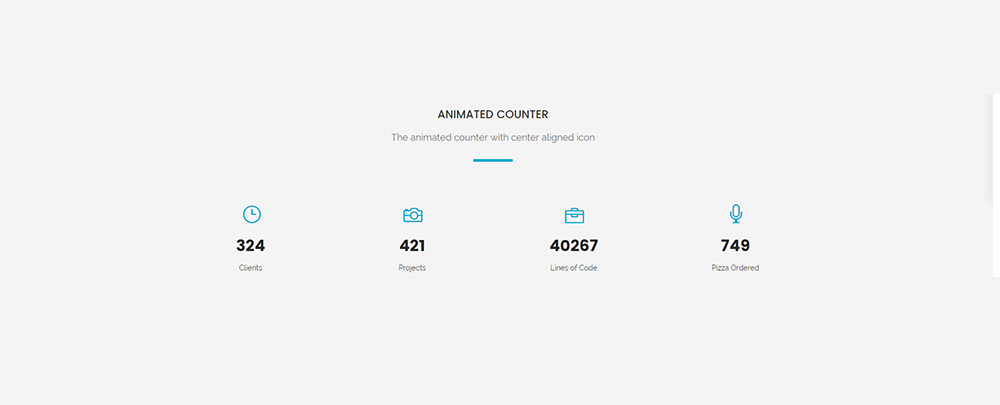 ANIMATED COUNTER
The animated counter with center aligned icon
324 421 40267 749
Clients Projects Lines of Code Pizza Ordered